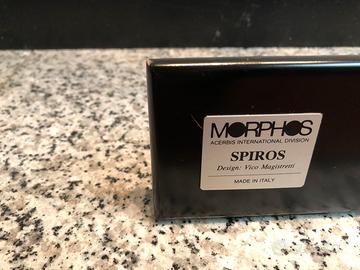 MORPHOS
ACERBIS INTERNATIONAL DIVISION
SPIROS
Design: Vico Magistretti
MADE IN ITALY